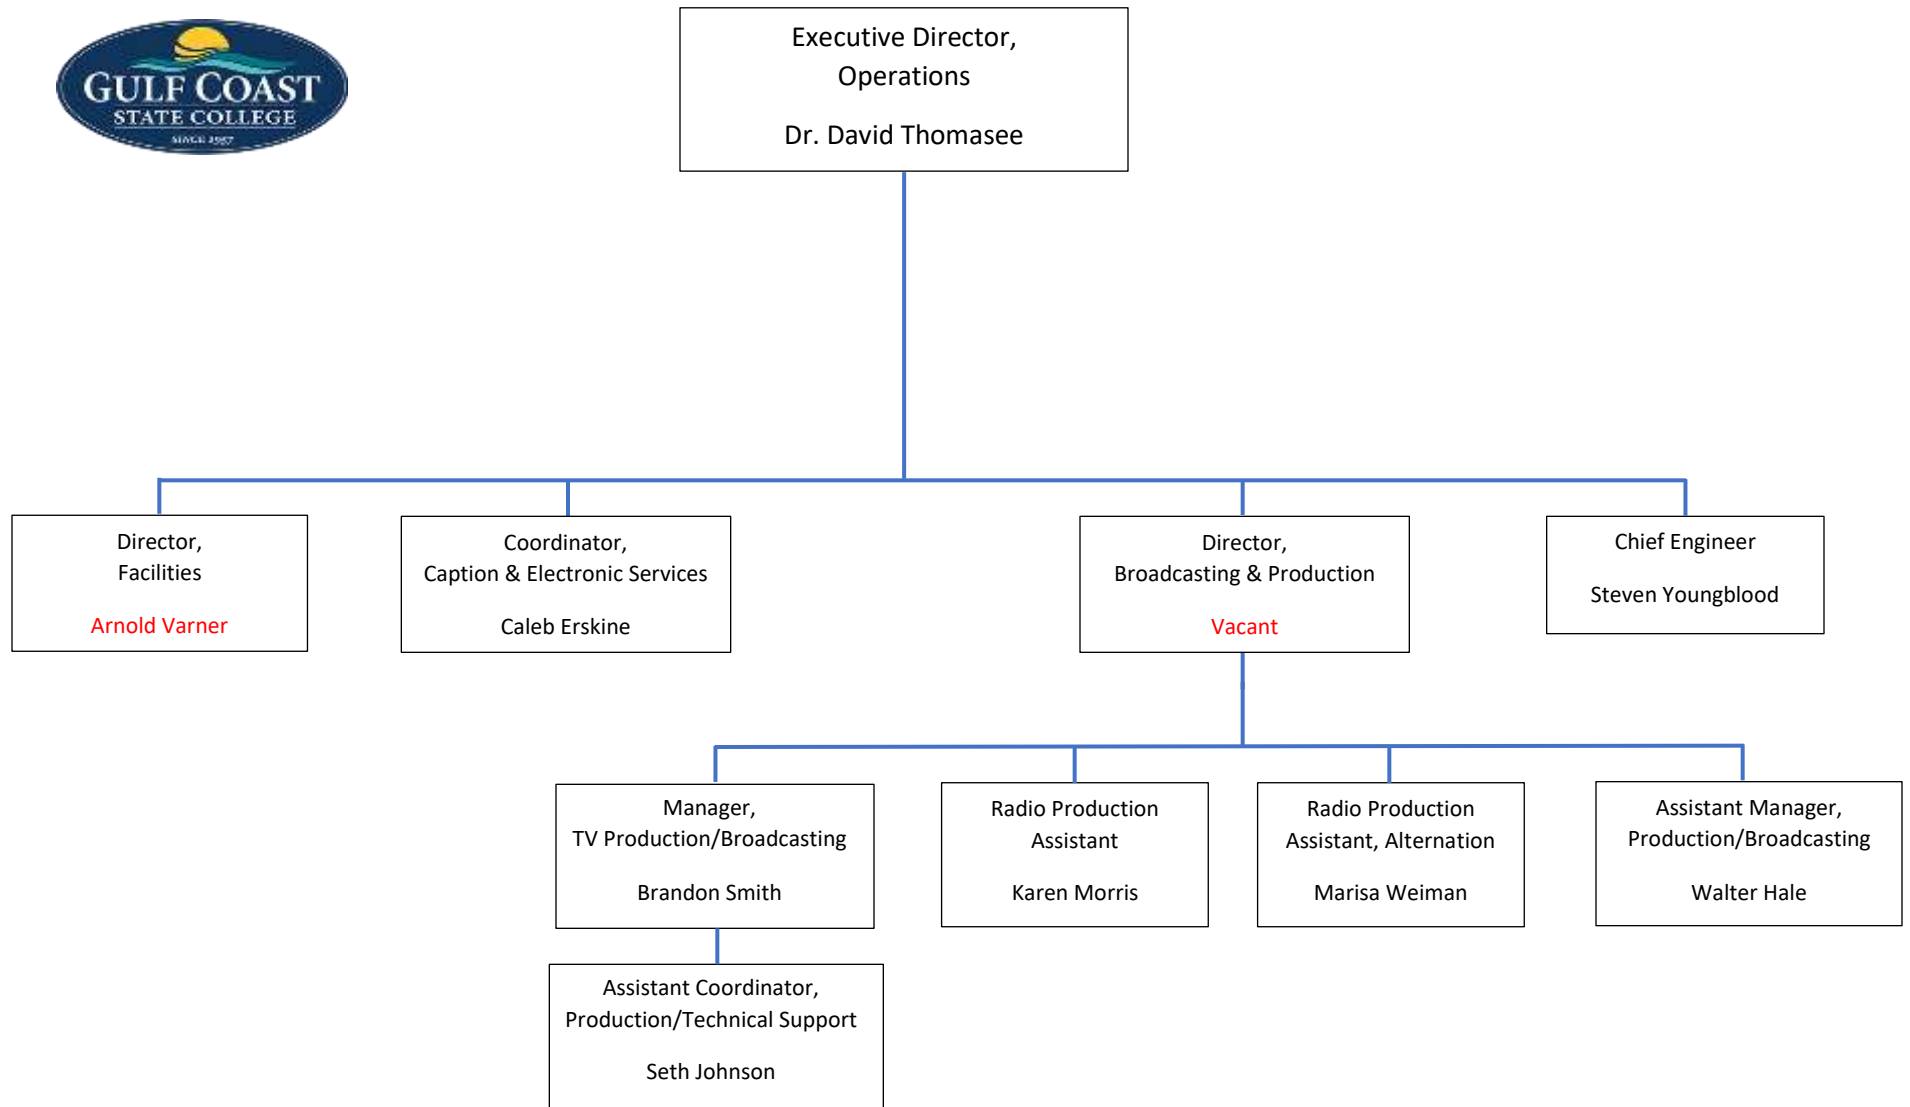 GULF COAST
STATE COLLEGE
SINCE 1957
Executive Director,
Operations
Dr. David Thomasee
Director,
Facilities
Arnold Varner
Coordinator,
Caption & Electronic Services
Caleb Erskine
Director,
Broadcasting & Production
Vacant
Chief Engineer
Steven Youngblood
Manager,
TV Production/Broadcasting
Brandon Smith
Radio Production
Assistant
Karen Morris
Radio Production
Assistant, Alternation
Marisa Weiman
Assistant Manager,
Production/Broadcasting
Walter Hale
Assistant Coordinator,
Production/Technical Support
Seth Johnson